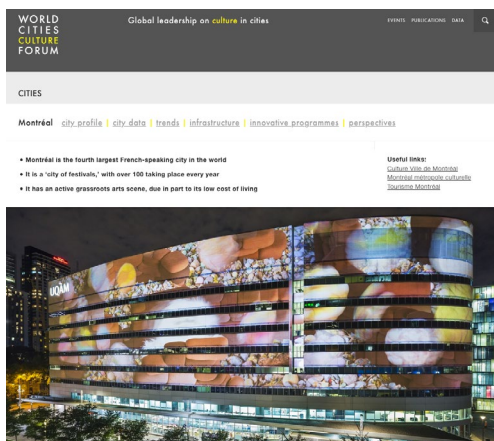 WORLD
CITIES
CULTURE
FORUM
Global leadership on culture in cities
EVENTS PUBLICATIONS DATA
CITIES
Montréal city profile | city data | trends | infrastructure | innovative programmes | perspectives
• Montréal is the fourth largest French-speaking city in the world
• It is a 'city of festivals,' with over 100 taking place every year
• It has an active grassroots arts scene, due in part to its low cost of living
Useful links:
Culture Ville de Montréal
Montréal métropole culturelle
Tourisme Montréal
UQÀM